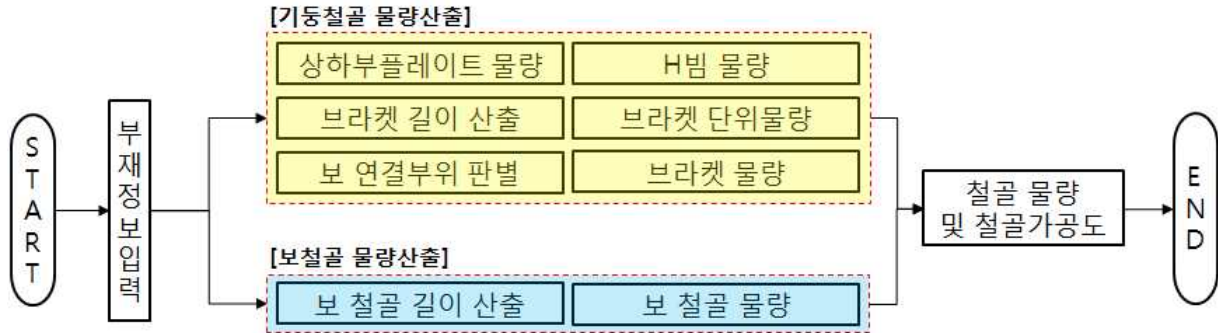 START
부재정보입력
[기둥철골 물량산출]
상하부플레이트 물량
H빔 물량
브라켓 길이 산출
브라켓 단위물량
보 연결부위 판별
브라켓 물량
[보철골 물량산출]
보 철골 길이 산출
보 철골 물량
철골 물량
및 철골가공도
END